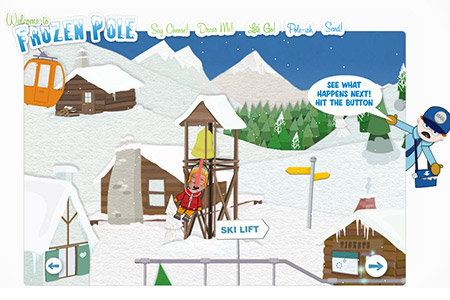 Welcome to
FROZEN POLE
Say Cheese!
Dress Me!
Let's Go!
Pole-ish
Send!
SEE WHAT
HAPPENS NEXT!
HIT THE BUTTON
SKI LIFT
TICKETS